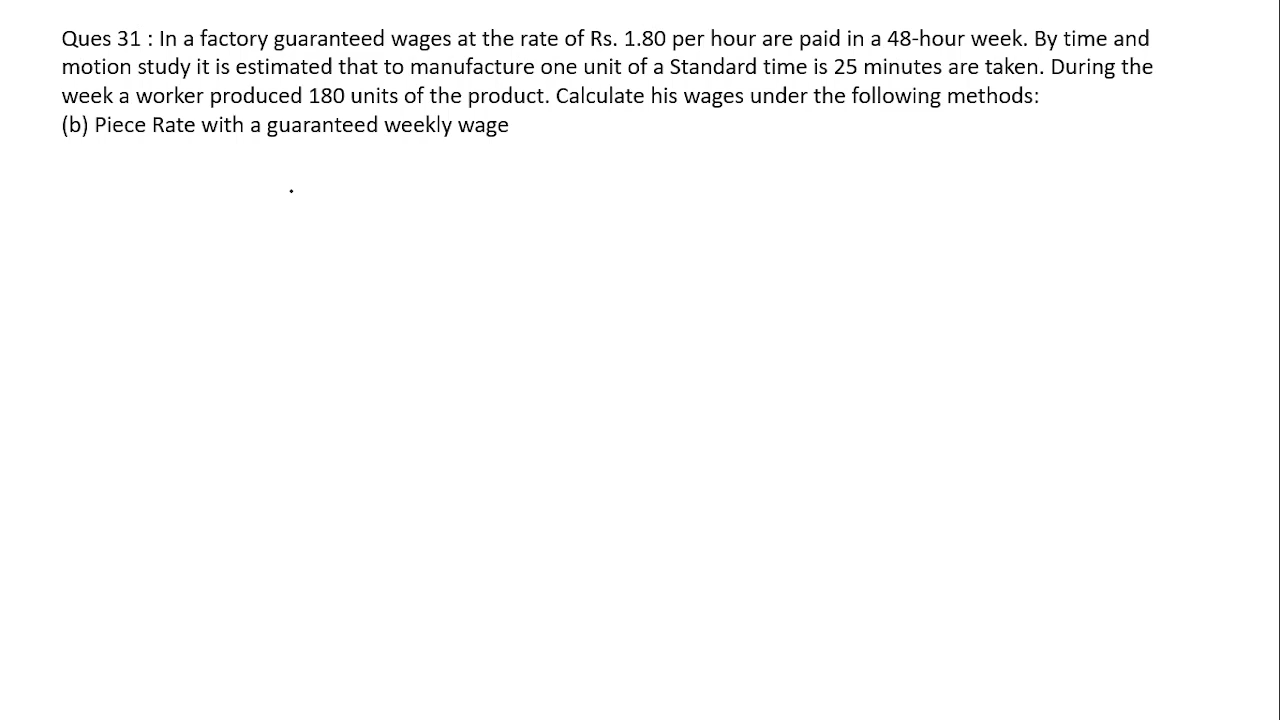 Ques 31 : In a factory guaranteed wages at the rate of Rs. 1.80 per hour are paid in a 48-hour week. By time and
motion study it is estimated that to manufacture one unit of a Standard time is 25 minutes are taken. During the
week a worker produced 180 units of the product. Calculate his wages under the following methods:
(b) Piece Rate with a guaranteed weekly wage